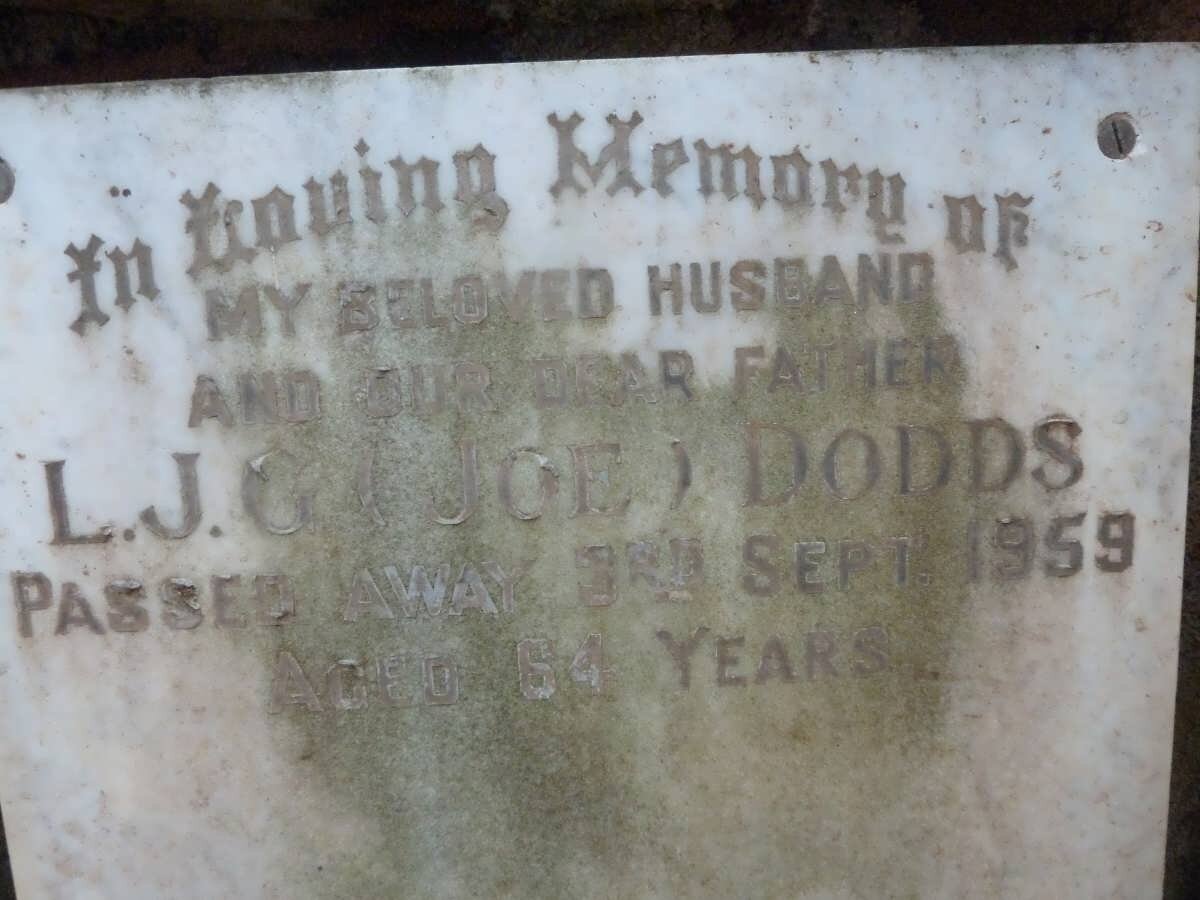 In Loving Memory of
MY BELOVED HUSBAND
AND OUR DEAR FATHER
L.J.G (JOE) DODDS
PASSED AWAY 3RD SEPT. 1959
AGED 64 YEARS